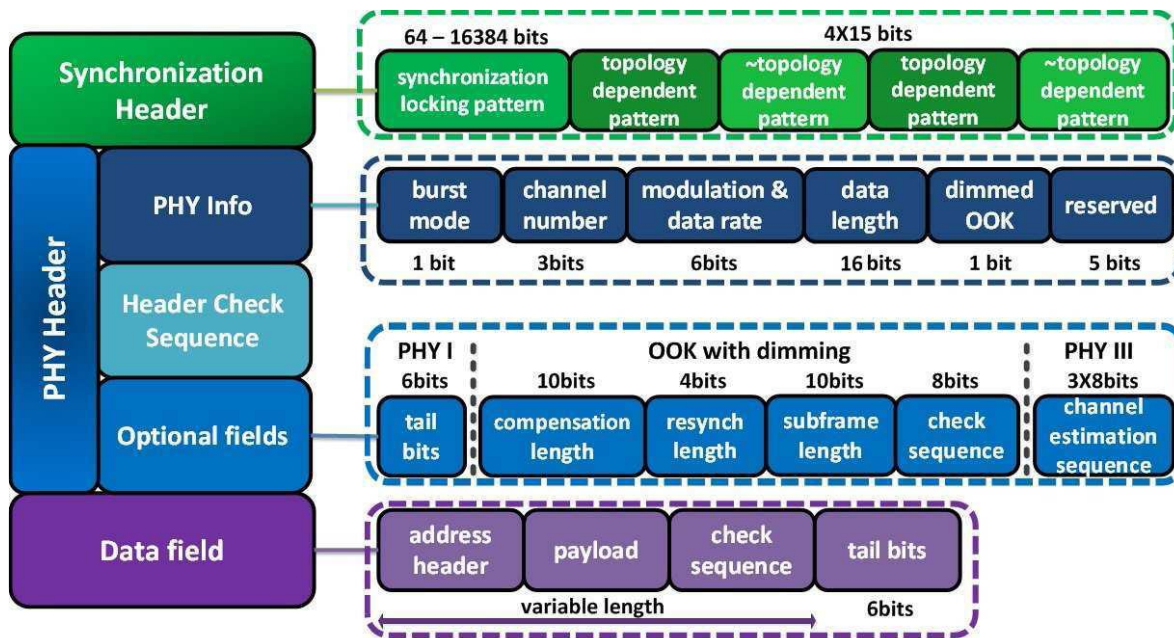 Synchronization
Header
64 – 16384 bits
4X15 bits
synchronization
locking pattern
topology
dependent
pattern
~topology
dependent
pattern
topology
dependent
pattern
~topology
dependent
pattern
PHY Header
PHY Info
burst
mode
channel
number
modulation &
data rate
data
length
dimmed
OOK
reserved
1 bit
3bits
6bits
16 bits
1 bit
5 bits
Header Check
Sequence
Optional fields
PHY I
OOK with dimming
PHY III
6bits
10bits
4bits
10bits
8bits
3X8bits
tail
bits
compensation
length
resynch
length
subframe
length
check
sequence
channel
estimation
sequence
Data field
address
header
payload
check
sequence
tail bits
variable length
6bits